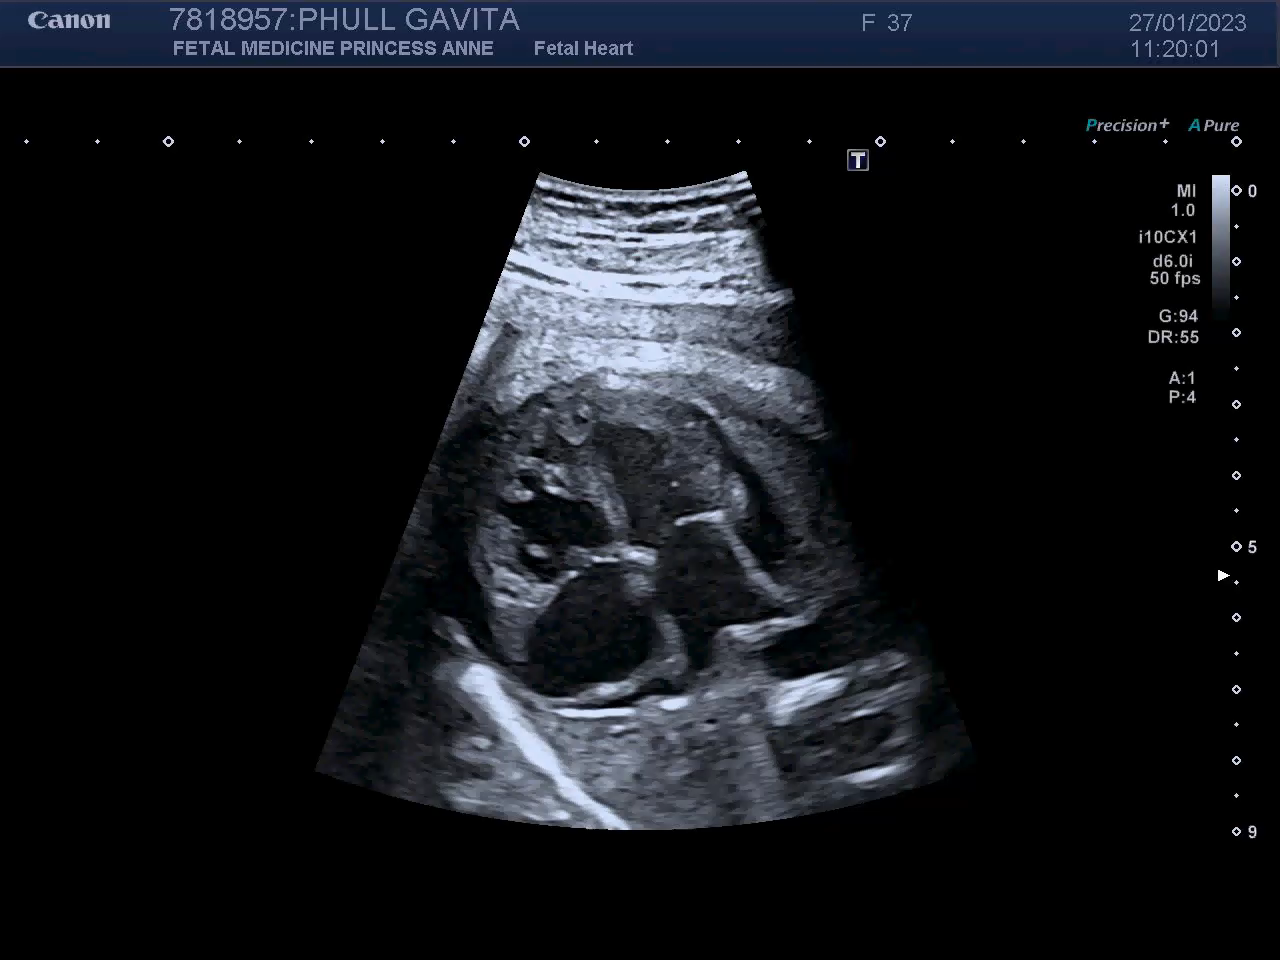 Canon
7818957:PHULL GAVITA
F 37
27/01/2023
FETAL MEDICINE PRINCESS ANNE
Fetal Heart
11:20:01
Precision+ A Pure
T
MI
1.0
i10CX1
d6.0i
50 fps
G:94
DR:55
A:1
P:4
0
5
9